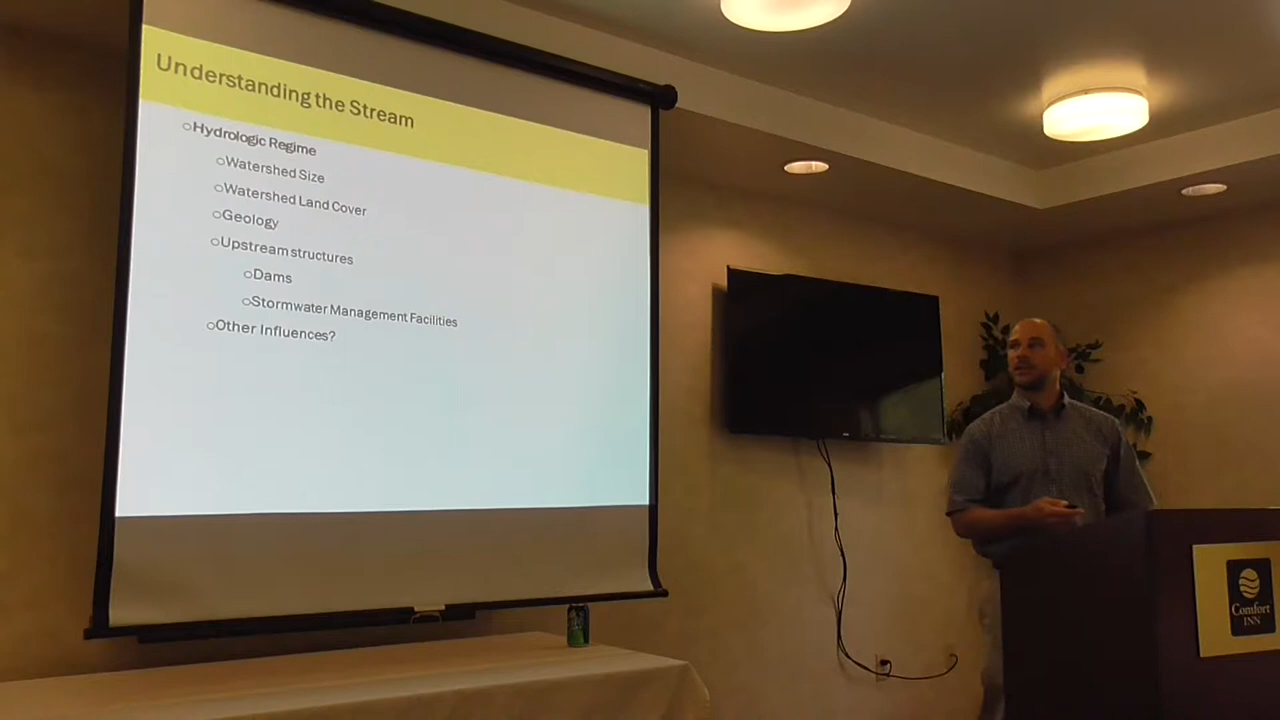 Understanding the Stream
Hydrologic Regime
Watershed Size
Watershed Land Cover
Geology
Upstream structures
Dams
Stormwater Management Facilities
Other Influences?
Comfort
INN